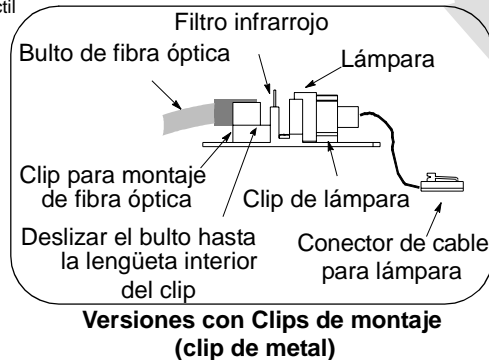 Filtro infrarrojo
Bulto de fibra óptica
Lámpara
Clip para montaje
de fibra óptica
Clip de lámpara
Deslizar el bulto hasta
la lengüeta interior
del clip
Conector de cable
para lámpara
Versiones con Clips de montaje
(clip de metal)